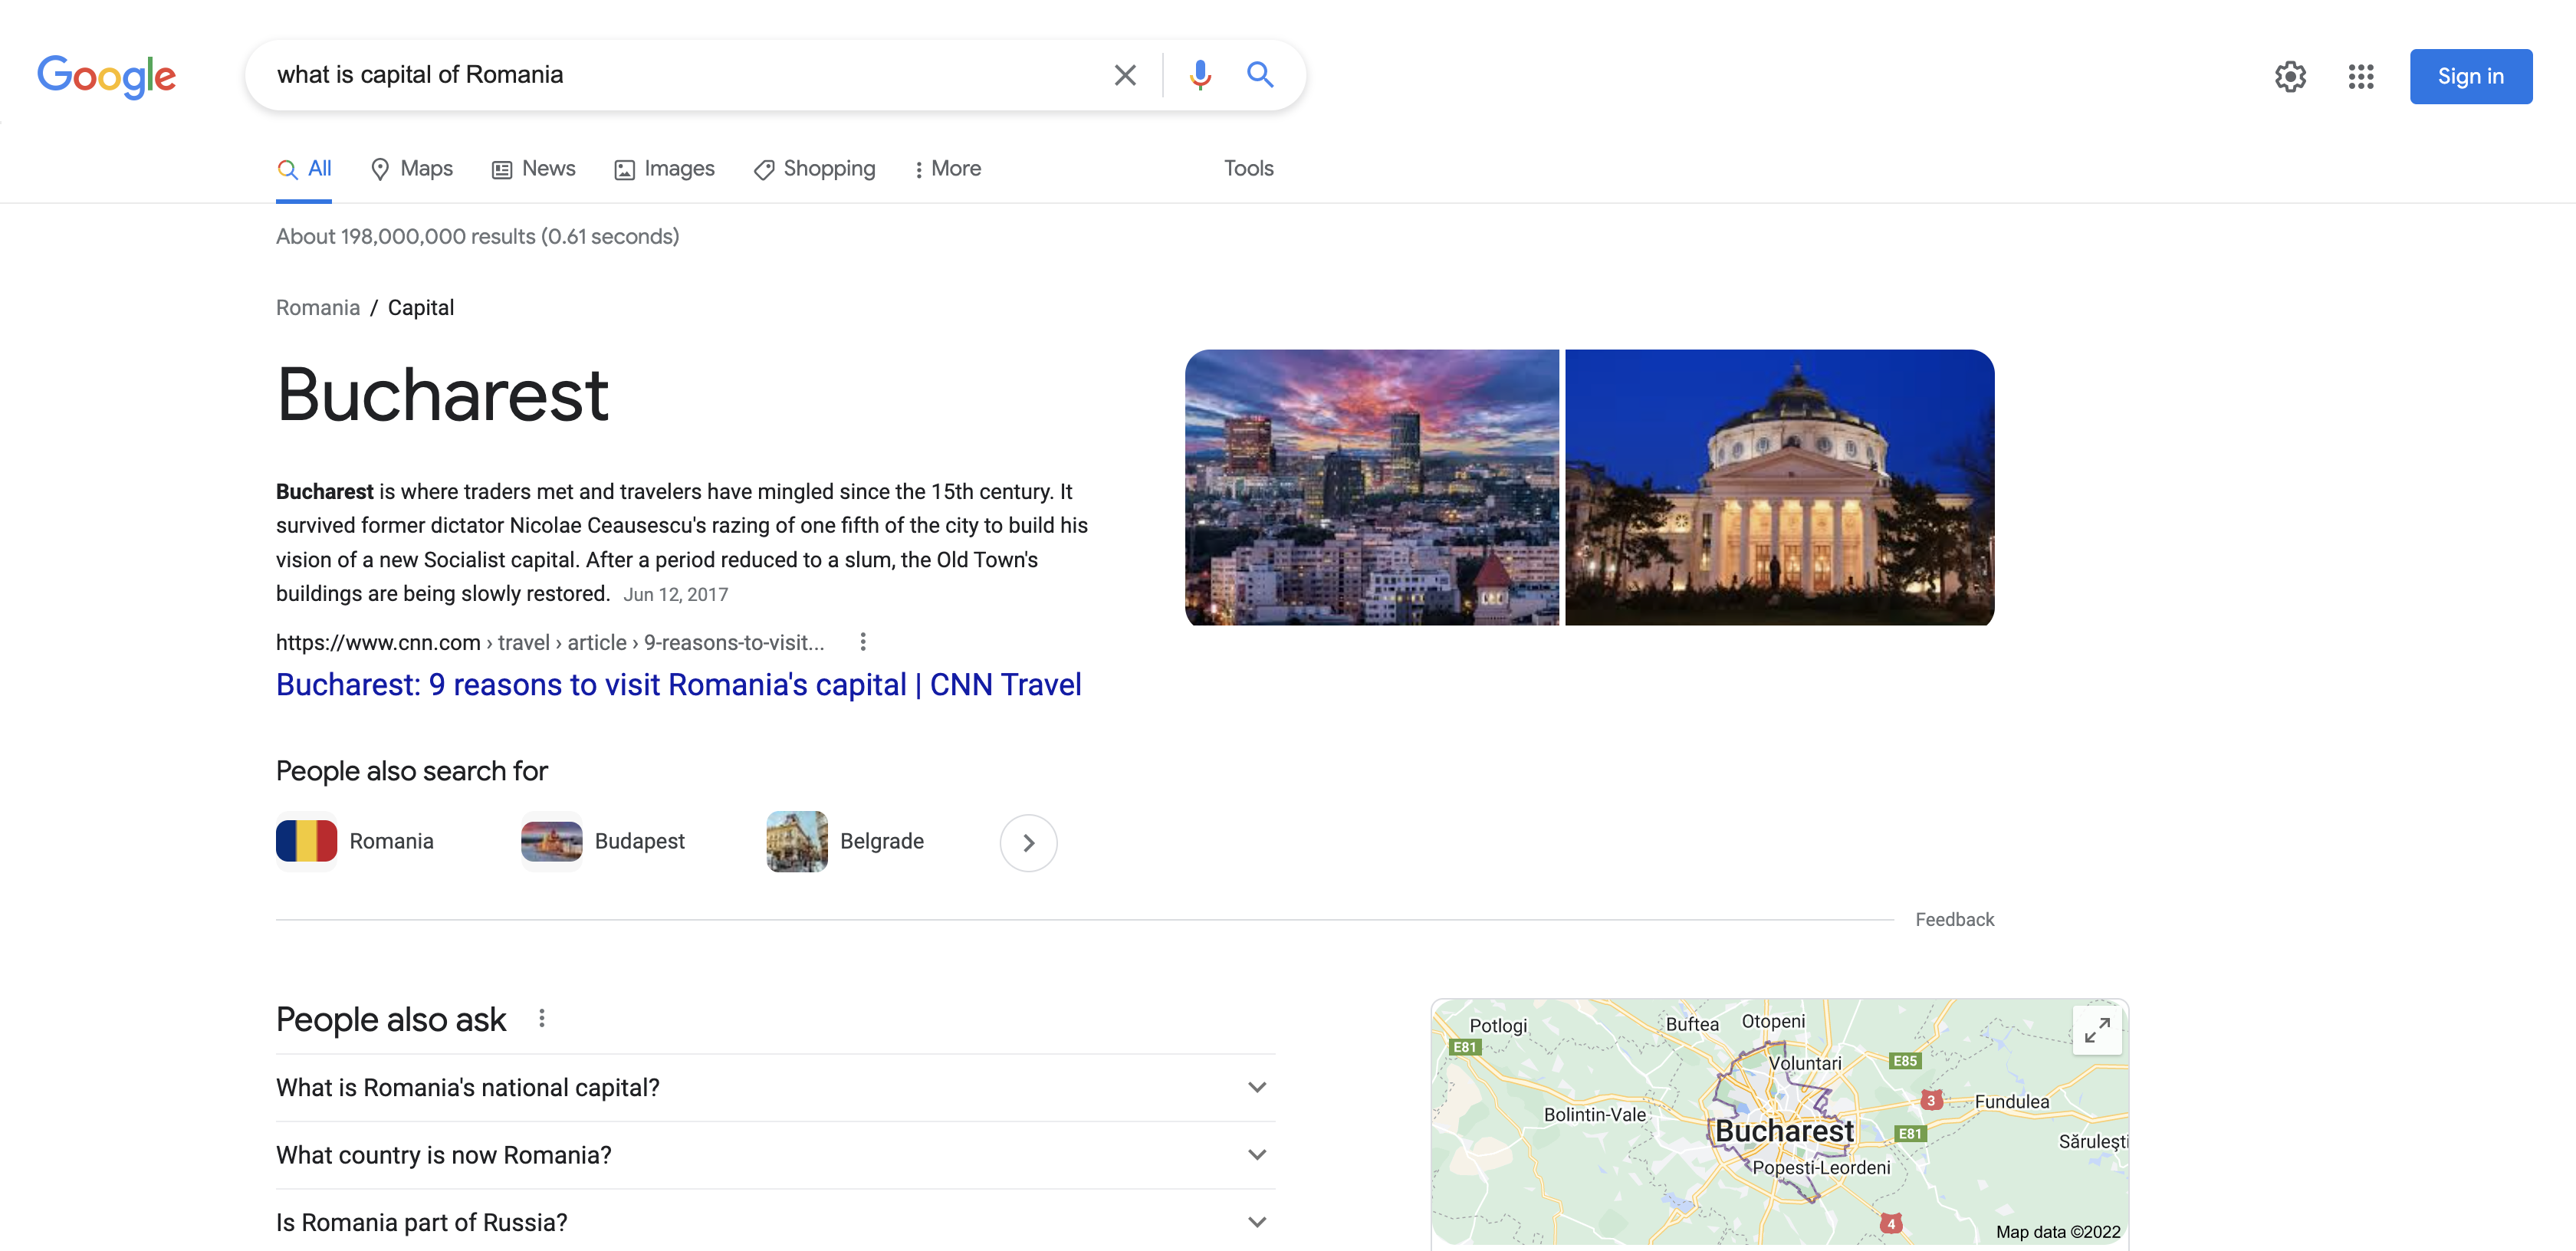 Google
what is capital of Romania
Sign in
All
Maps
News
Images
Shopping
More
Tools
About 198,000,000 results (0.61 seconds)
Romania / Capital
Bucharest
Bucharest is where traders met and travelers have mingled since the 15th century. It
survived former dictator Nicolae Ceausescu's razing of one fifth of the city to build his
vision of a new Socialist capital. After a period reduced to a slum, the Old Town's
buildings are being slowly restored. Jun 12, 2017
https://www.cnn.com › travel › article › 9-reasons-to-visit...
Bucharest: 9 reasons to visit Romania's capital | CNN Travel
People also search for
Romania
Budapest
Belgrade
Feedback
People also ask
What is Romania's national capital?
What country is now Romania?
Is Romania part of Russia?
Potlogi
Buftea
Otopeni
E81
Voluntari
E85
3
Fundulea
Bolintin-Vale
Bucharest
E81
Sărulești
Popesti-Leordeni
4
Map data ©2022